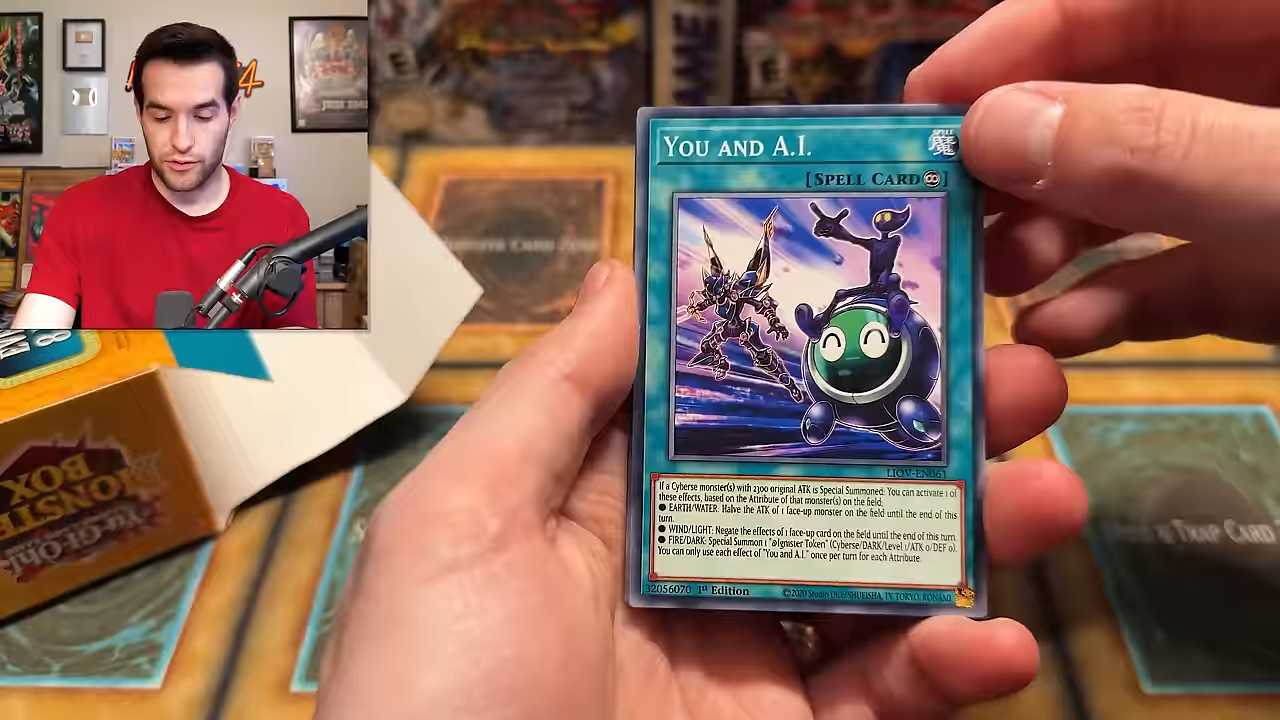 You and A.I.
[Spell Card]
LIOV-EN061
If a Cyberse monster(s) with 2300 original ATK is Special Summoned: You can activate 1 of
these effects, based on the Attribute of that monster(s) on the field;
● EARTH/WATER: Halve the ATK of 1 face-up monster on the field until the end of this
turn.
● WIND/LIGHT: Negate the effects of 1 face-up card on the field until the end of this turn.
● FIRE/DARK: Special Summon 1 "@Ignister Token" (Cyberse/DARK/Level 1/ATK 0/DEF 0).
You can only use each effect of "You and A.I." once per turn for each Attribute.
32056070 1st Edition
©2020 Studio Dice/SHUEISHA, TV TOKYO, KONAMI
MONSTER
BOX
Yu-Gi-Oh!
Trap Card